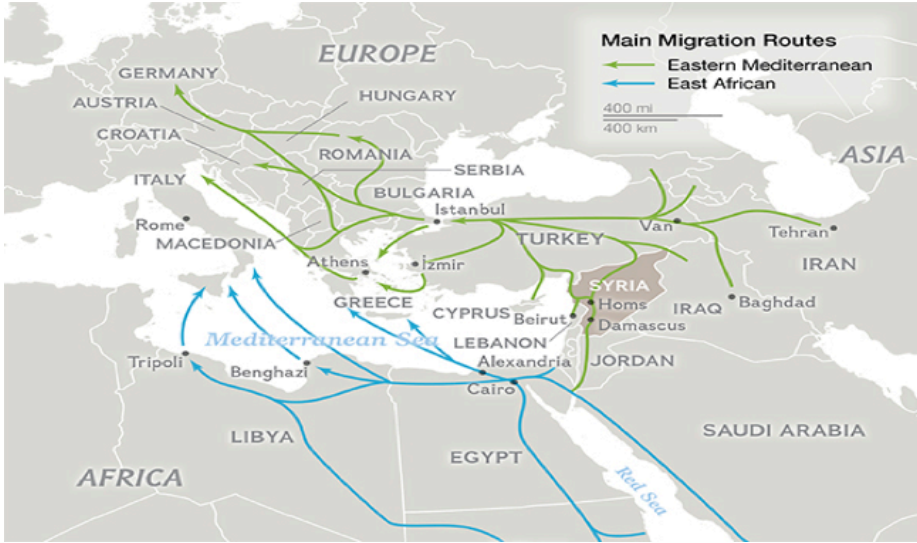 EUROPE
Main Migration Routes
Eastern Mediterranean
East African
400 mi
400 km
GERMANY
AUSTRIA
HUNGARY
CROATIA
ROMANIA
SERBIA
ASIA
ITALY
BULGARIA
Istanbul
Rome
MACEDONIA
Van
Tehran
TURKEY
Athens
İzmir
IRAN
SYRIA
GREECE
CYPRUS
Beirut
Homs
IRAQ
Baghdad
Damascus
Mediterranean Sea
LEBANON
Tripoli
Benghazi
Alexandria
JORDAN
Cairo
LIBYA
EGYPT
SAUDI ARABIA
AFRICA
Red Sea